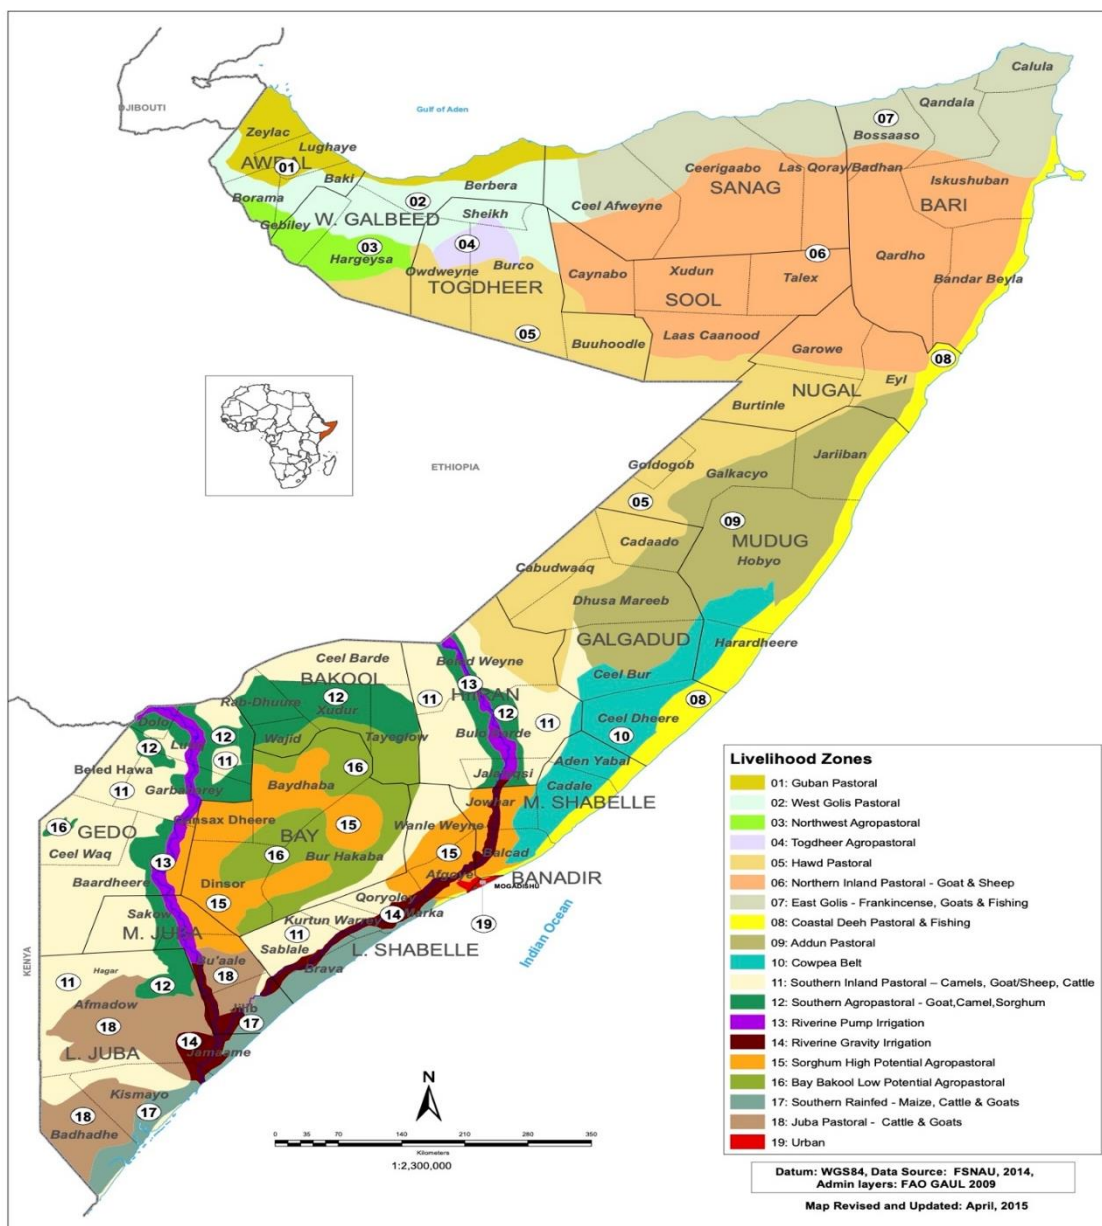 DJIBOUTI
Gulf of Aden
Calula
Qandala
07
Bossaaso
Zeylac
Lughaye
AWDAL
01
Baki
Borama
Berbera
02
W. GALBEED
Sheikh
Gebiley
03
Hargeysa
04
Owdweyne
Burco
TOGDHEER
05
Buuhoodle
Ceerigaabo
Las Qoray/Badhan
SANAG
Iskushuban
BARI
Ceel Afweyne
06
Qardho
Caynabo
Xudun
Talex
Bandar Beyla
SOOL
Laas Caanood
Garowe
08
Eyl
NUGAL
Burtinle
Jariiban
Goldogob
Galkacyo
ETHIOPIA
05
09
MUDUG
Cadaado
Hobyo
Cabudwaaq
Dhusa Mareeb
GALGADUD
Harardheere
Ceel Bur
08
Ceel Dheere
10
Aden Yabal
Cadale
M. SHABELLE
Ceel Barde
BAKOOL
Beled Weyne
13
HIRAN
11
12
11
Bulo Barde
Jalalaqsi
Rab-Dhuure
12
Xudur
Wajid
Tayeglow
Dolo
12
12
Luuq
11
Beled Hawa
11
Garbaharey
16
Baydhaba
Jowhar
16
GEDO
Qansax Dheere
15
BAY
Wanle Weyne
15
Balcad
Ceel Waq
16
Bur Hakaba
13
Afgoye
BANADIR
MOGADISHU
Baardheere
Dinsor
15
Qoryoley
14
Marka
19
Sakow
Kurtun Warrey
11
M. JUBA
Sablale
L. SHABELLE
Brava
Indian Ocean
KENYA
Bu'aale
18
Hagar
11
12
Afmadow
18
Jilib
17
14
L. JUBA
Jamaame
Kismayo
17
18
Badhadhe
N
0 35 70 140 210 280 350
Kilometers
1:2,300,000
Livelihood Zones
01: Guban Pastoral
02: West Golis Pastoral
03: Northwest Agropastoral
04: Togdheer Agropastoral
05: Hawd Pastoral
06: Northern Inland Pastoral - Goat & Sheep
07: East Golis - Frankincense, Goats & Fishing
08: Coastal Deeh Pastoral & Fishing
09: Addun Pastoral
10: Cowpea Belt
11: Southern Inland Pastoral – Camels, Goat/Sheep, Cattle
12: Southern Agropastoral - Goat,Camel,Sorghum
13: Riverine Pump Irrigation
14: Riverine Gravity Irrigation
15: Sorghum High Potential Agropastoral
16: Bay Bakool Low Potential Agropastoral
17: Southern Rainfed - Maize, Cattle & Goats
18: Juba Pastoral - Cattle & Goats
19: Urban
Datum: WGS84, Data Source: FSNAU, 2014,
Admin layers: FAO GAUL 2009
Map Revised and Updated: April, 2015